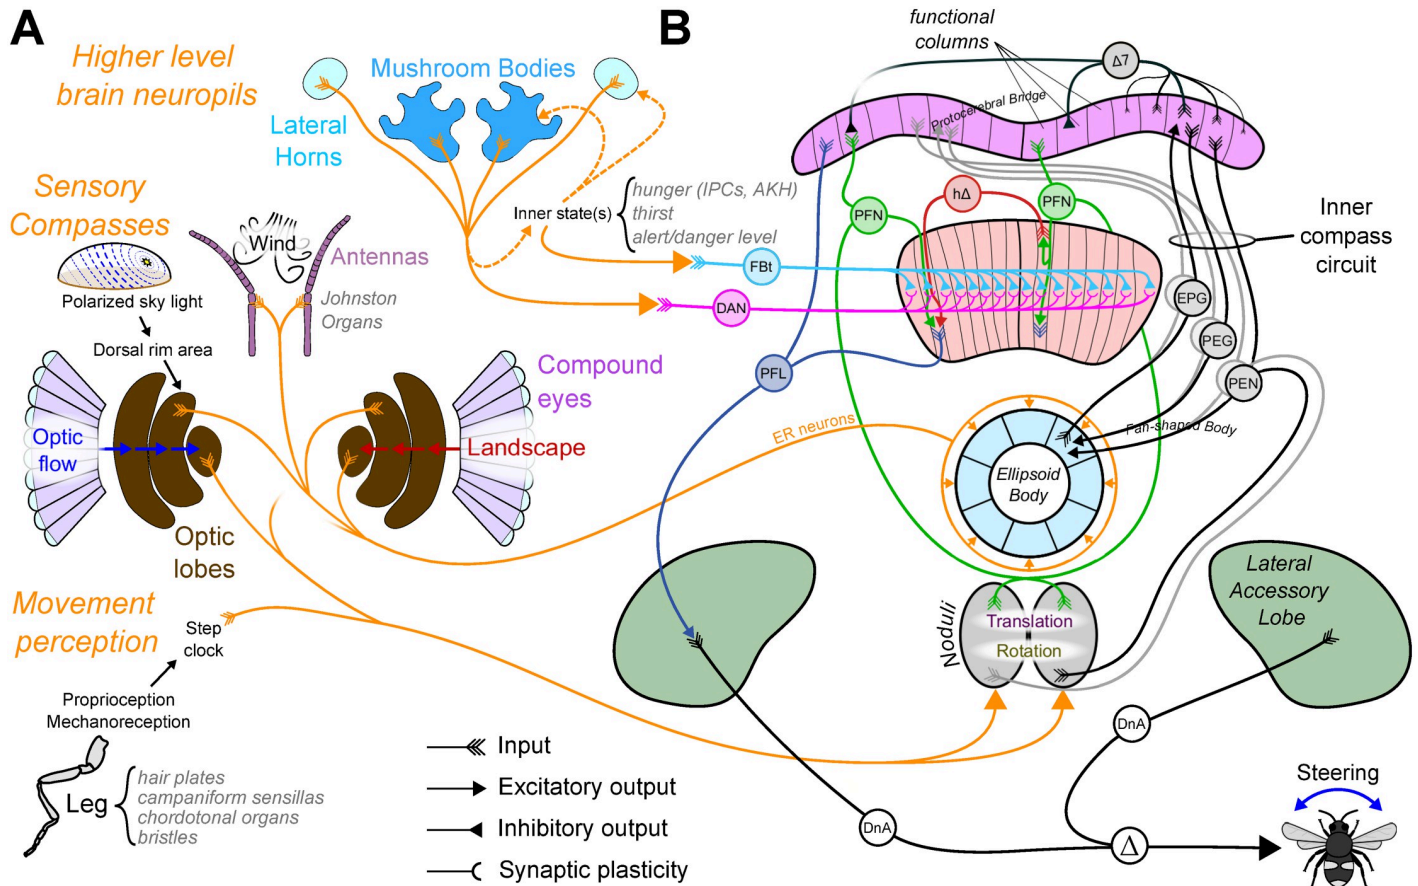 A
Higher level
brain neuropils
Mushroom Bodies
Lateral
Horns
Sensory
Compasses
Wind
Antennas
Polarized sky light
Johnston
Organs
Dorsal rim area
Inner state(s)
hunger (IPCs, AKH)
thirst
alert/danger level
Compound
eyes
Optic
flow
Landscape
Optic
lobes
Movement
perception
Step
clock
Proprioception
Mechanoreception
Leg
hair plates
campaniform sensillas
chordotonal organs
bristles
Input
Excitatory output
Inhibitory output
Synaptic plasticity
B
functional
columns
Δ7
Protocerebral Bridge
hΔ
PFN
PFN
FBt
DAN
Inner
compass
circuit
EPG
PEG
PEN
PFL
ER neurons
Fan-shaped Body
Ellipsoid
Body
Noduli
Translation
Rotation
Lateral
Accessory
Lobe
DnA
DnA
Δ
Steering